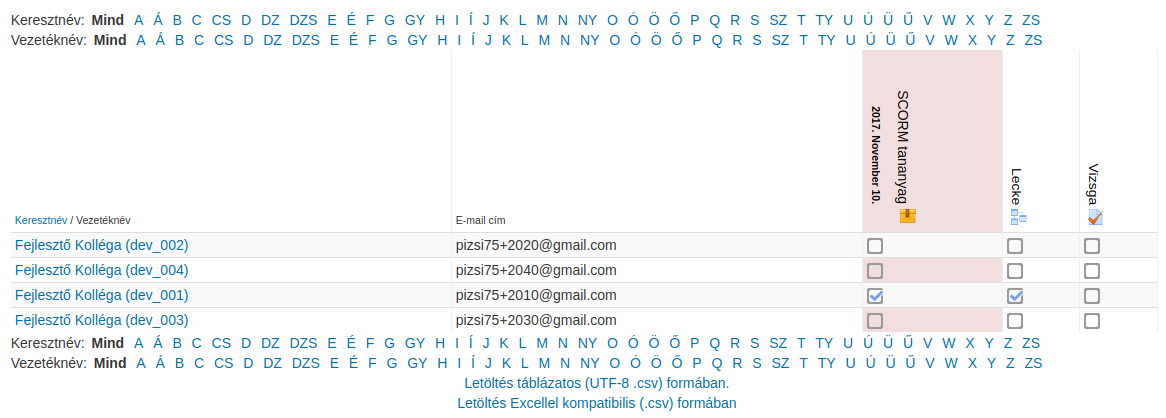 Keresztnév: Mind A Á B C CS D DZ DZS E É F G GY H I Í J K L M N NY O Ó Ö Ő P Q R S SZ T TY U Ú Ü Ű V W X Y Z ZS
Vezetéknév: Mind A Á B C CS D DZ DZS E É F G GY H I Í J K L M N NY O Ó Ö Ő P Q R S SZ T TY U Ú Ü Ű V W X Y Z ZS
Keresztnév / Vezetéknév
E-mail cím
2017. November 10.
SCORM tananyag
Lecke
Vizsga
Fejlesztő Kolléga (dev_002) pizsi75+2020@gmail.com
Fejlesztő Kolléga (dev_004) pizsi75+2040@gmail.com
Fejlesztő Kolléga (dev_001) pizsi75+2010@gmail.com
Fejlesztő Kolléga (dev_003) pizsi75+2030@gmail.com
Keresztnév: Mind A Á B C CS D DZ DZS E É F G GY H I Í J K L M N NY O Ó Ö Ő P Q R S SZ T TY U Ú Ü Ű V W X Y Z ZS
Vezetéknév: Mind A Á B C CS D DZ DZS E É F G GY H I Í J K L M N NY O Ó Ö Ő P Q R S SZ T TY U Ú Ü Ű V W X Y Z ZS
Letöltés táblázatos (UTF-8 .csv) formában.
Letöltés Excellel kompatibilis (.csv) formában